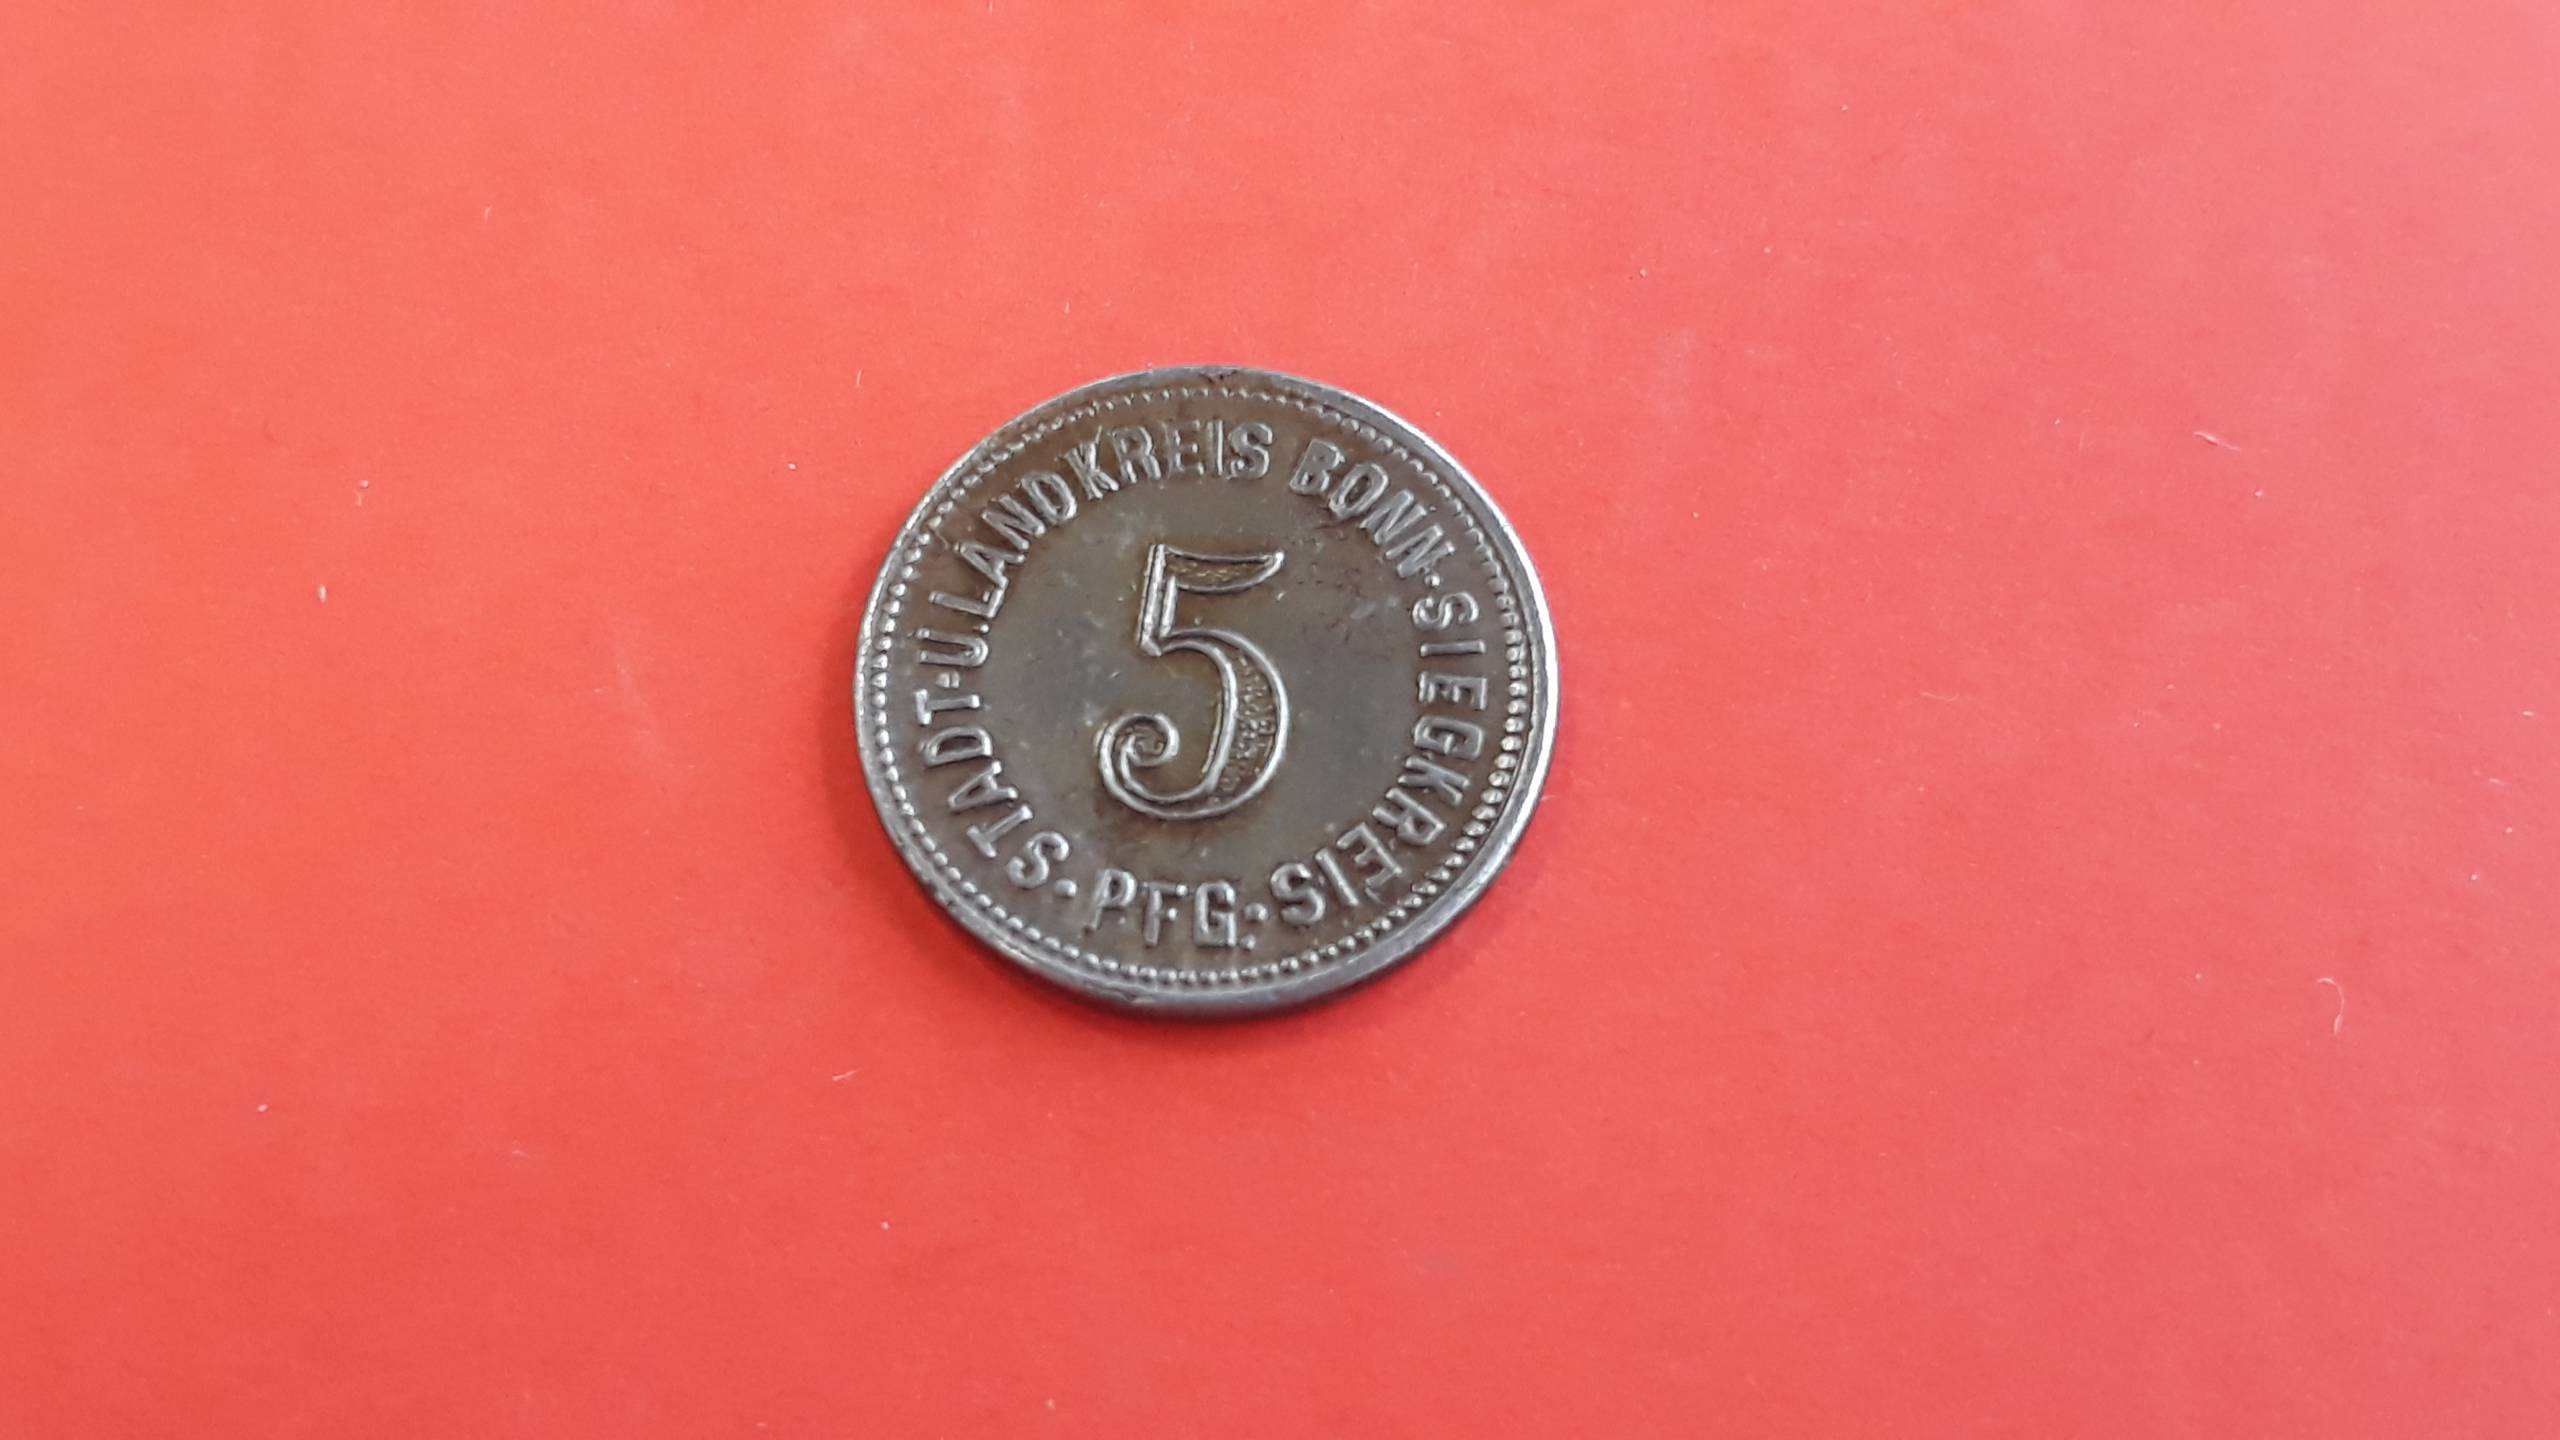 STADT-U.LANDKREIS BONN·SIEGKREIS
5
·PFG.·